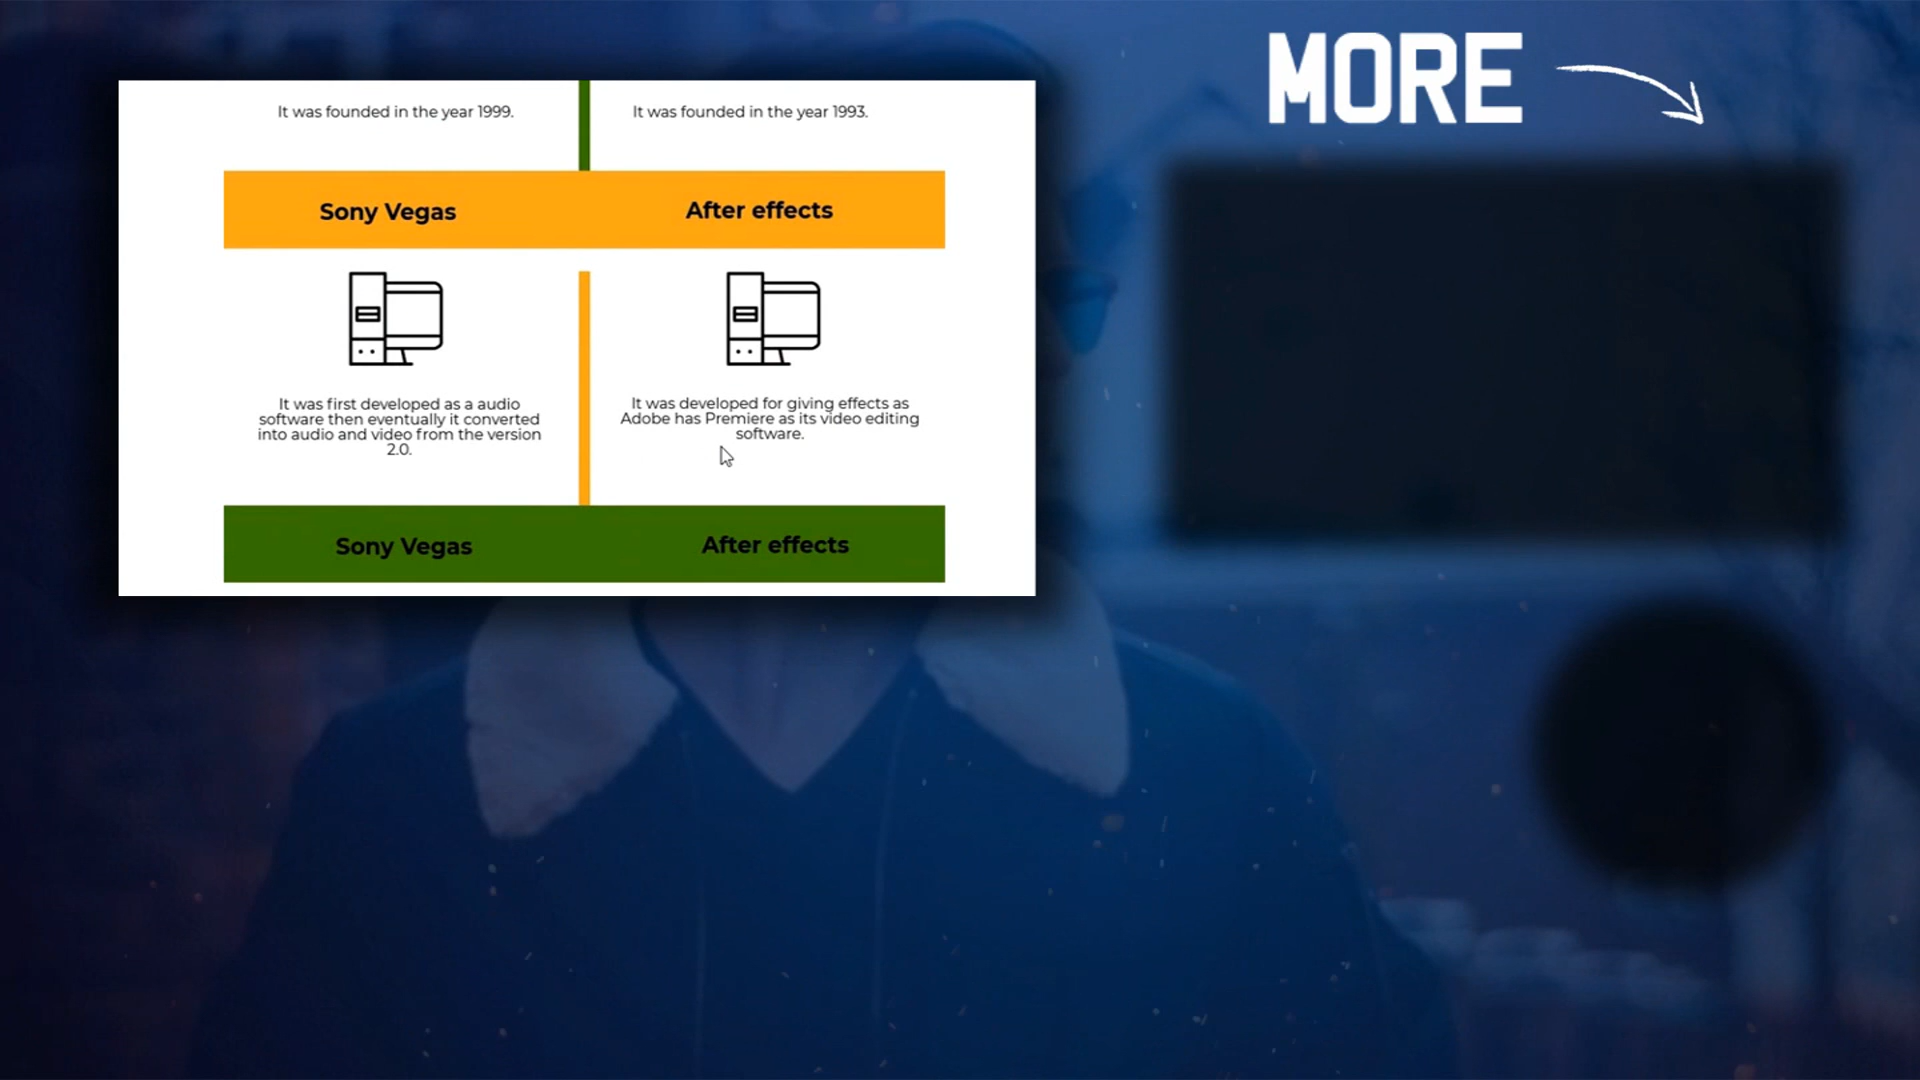 MORE
It was founded in the year 1999.
It was founded in the year 1993.
Sony Vegas
After effects
It was first developed as a audio
software then eventually it converted
into audio and video from the version
2.0.
It was developed for giving effects as
Adobe has Premiere as its video editing
software.
Sony Vegas
After effects